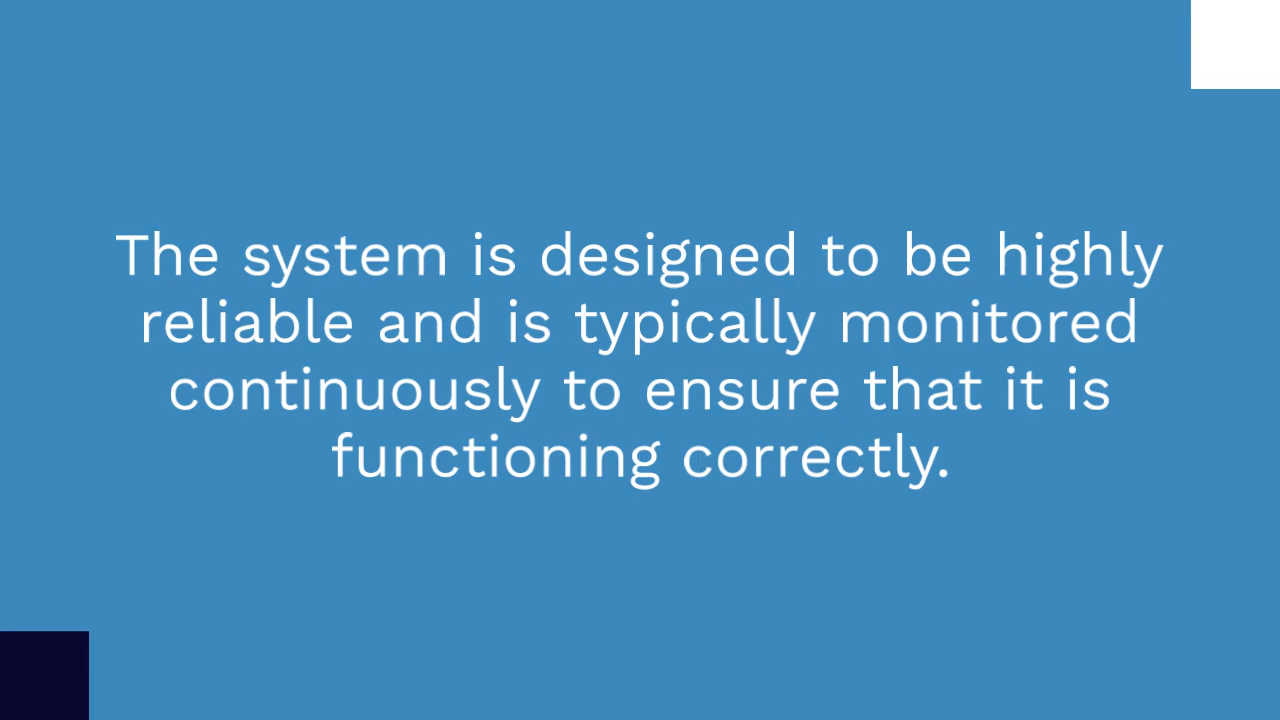 The system is designed to be highly
reliable and is typically monitored
continuously to ensure that it is
functioning correctly.